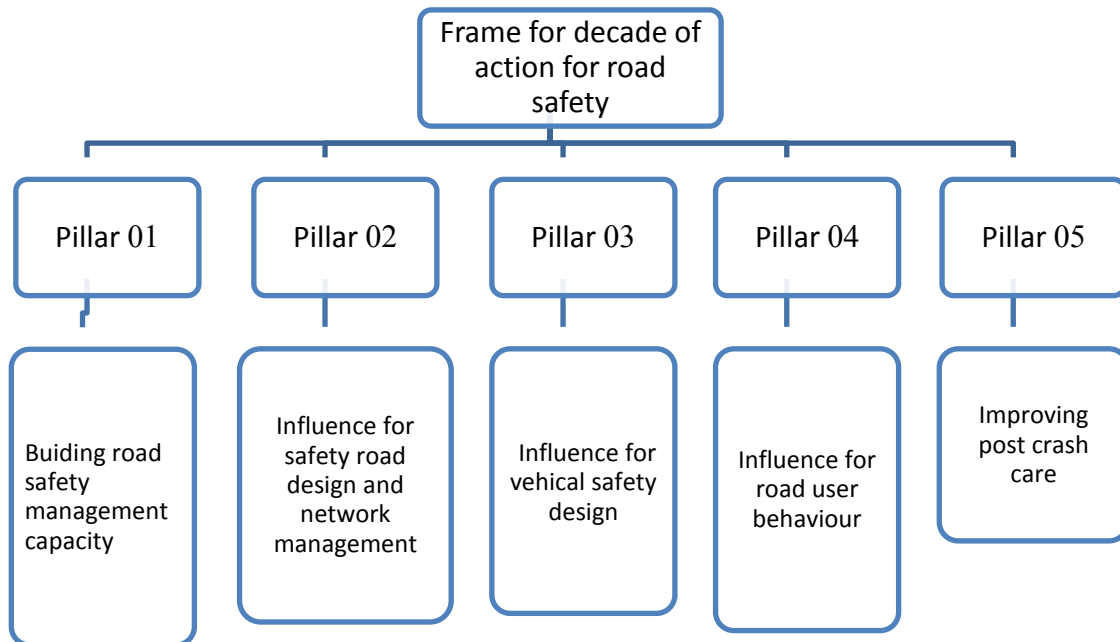 Frame for decade of
action for road
safety
Pillar 01
Pillar 02
Pillar 03
Pillar 04
Pillar 05
Buiding road
safety
management
capacity
Influence for
safety road
design and
network
management
Influence for
vehical safety
design
Influence for
road user
behaviour
Improving
post crash
care